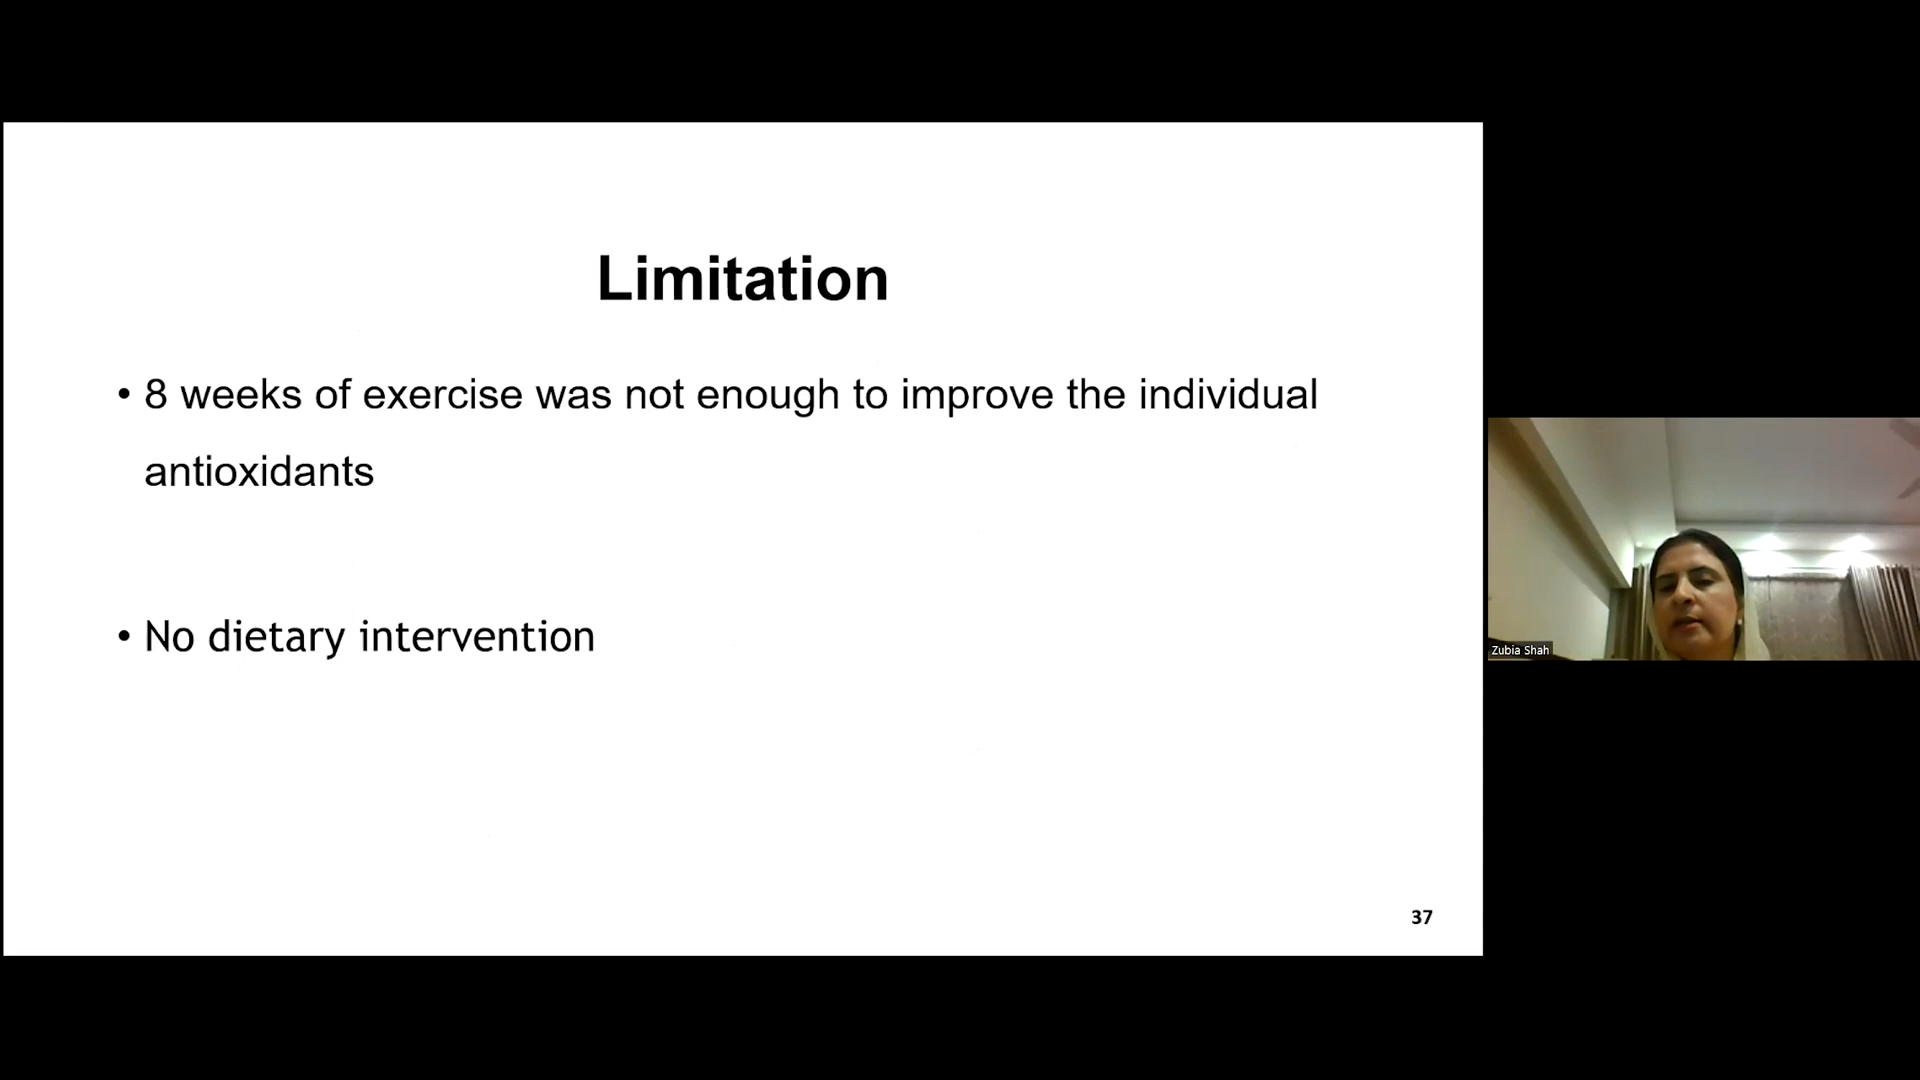 Limitation
• 8 weeks of exercise was not enough to improve the individual
antioxidants
• No dietary intervention
37
Zubia Shah